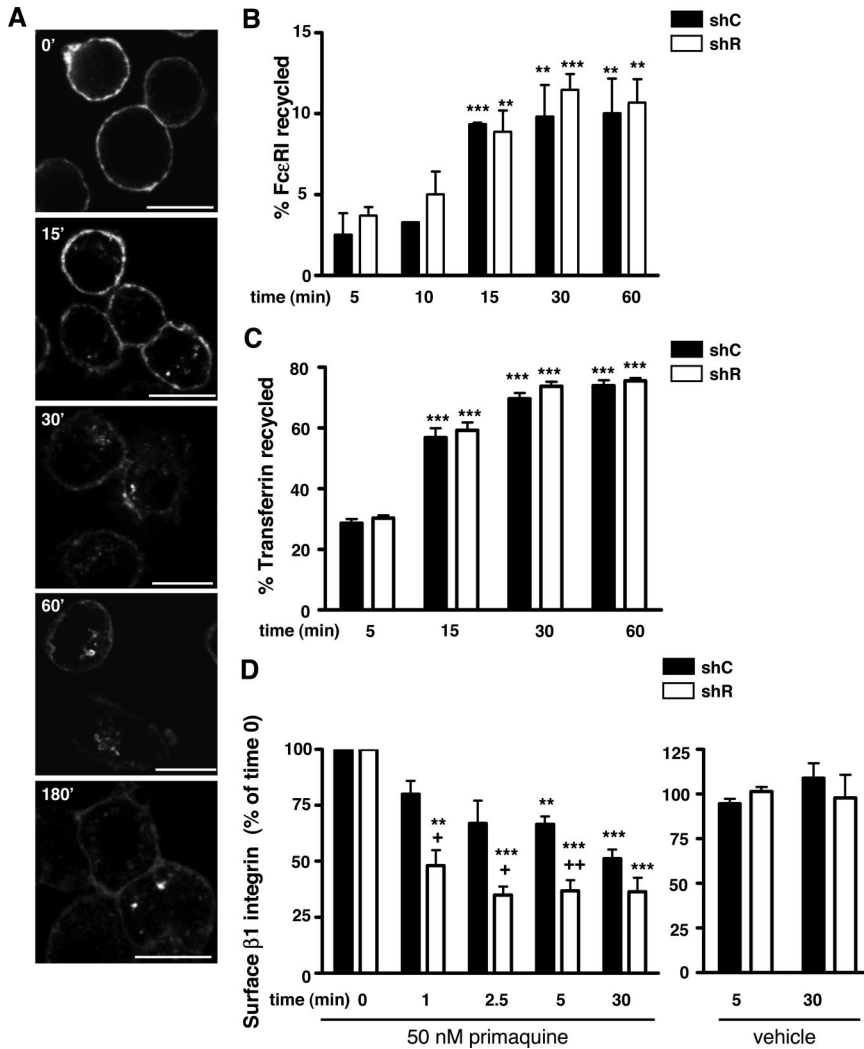 A
0'
15'
30'
60'
180'
B
shC
shR
% FcεRI recycled
15
10
5
0
** ***
** **
*** **
time (min) 5 10 15 30 60
C
shC
shR
% Transferrin recycled
80
60
40
20
0
*** ***
*** ***
*** ***
time (min) 5 15 30 60
D
shC
shR
Surface β1 integrin (% of time 0)
100
75
50
25
0
**
+
***
+
**
***
++
***
***
time (min) 0 1 2.5 5 30
50 nM primaquine
125
100
75
50
25
0
5 30
vehicle